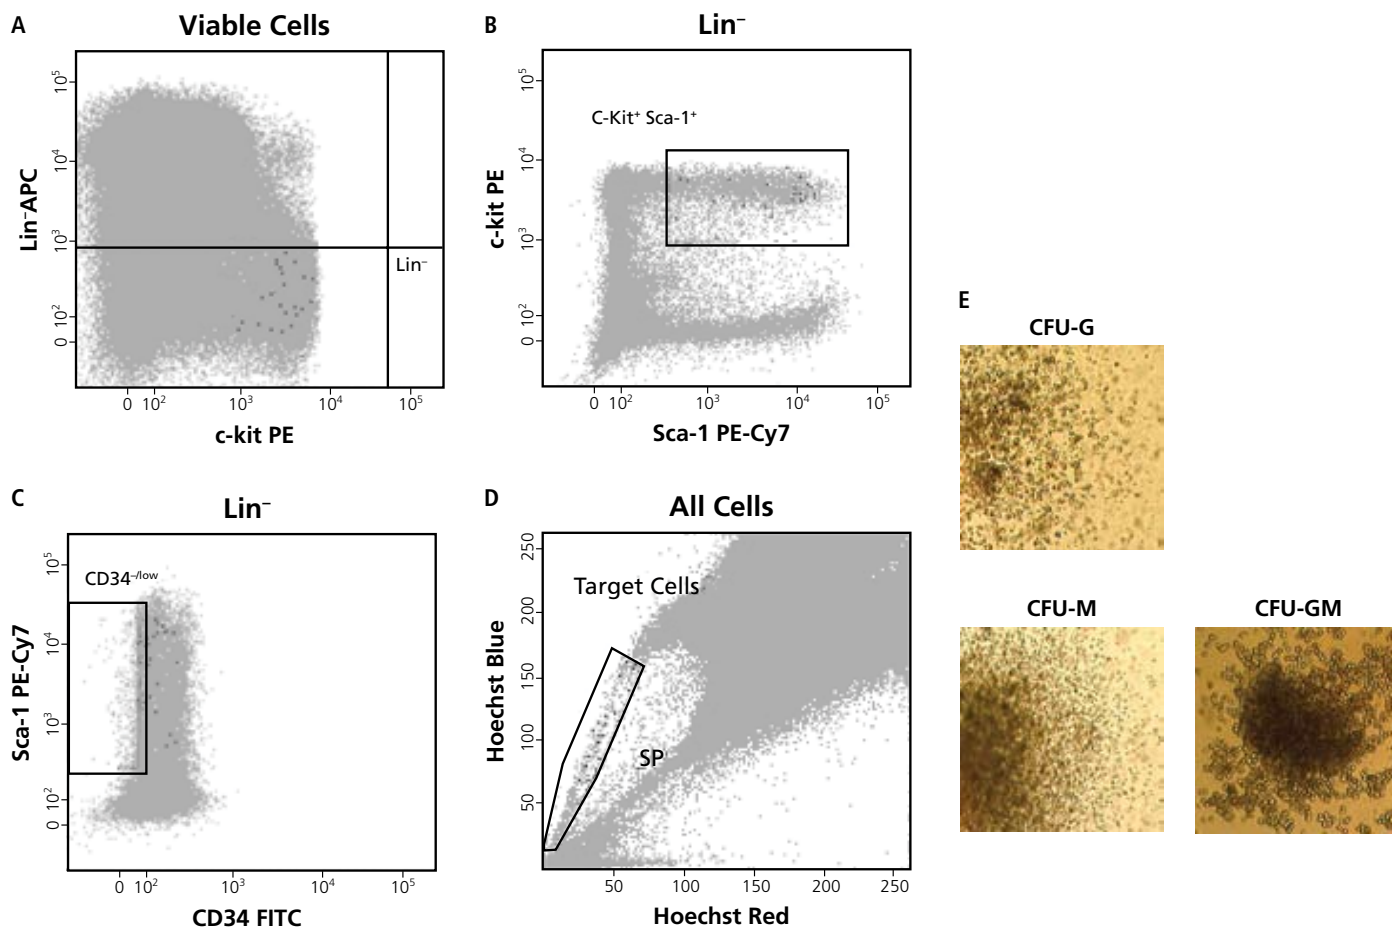 A
Viable Cells
Lin⁻APC
10⁵
10⁴
10³
10²
0
Lin⁻
0 10² 10³ 10⁴ 10⁵
c-kit PE
B
Lin⁻
c-kit PE
10⁵
10⁴
10³
10²
0
C-Kit⁺ Sca-1⁺
0 10² 10³ 10⁴ 10⁵
Sca-1 PE-Cy7
C
Lin⁻
Sca-1 PE-Cy7
10⁵
10⁴
10³
10²
0
CD34⁻/ˡᵒʷ
0 10² 10³ 10⁴ 10⁵
CD34 FITC
D
All Cells
Hoechst Blue
250
200
150
100
50
Target Cells
SP
50 100 150 200 250
Hoechst Red
E
CFU-G
CFU-M
CFU-GM